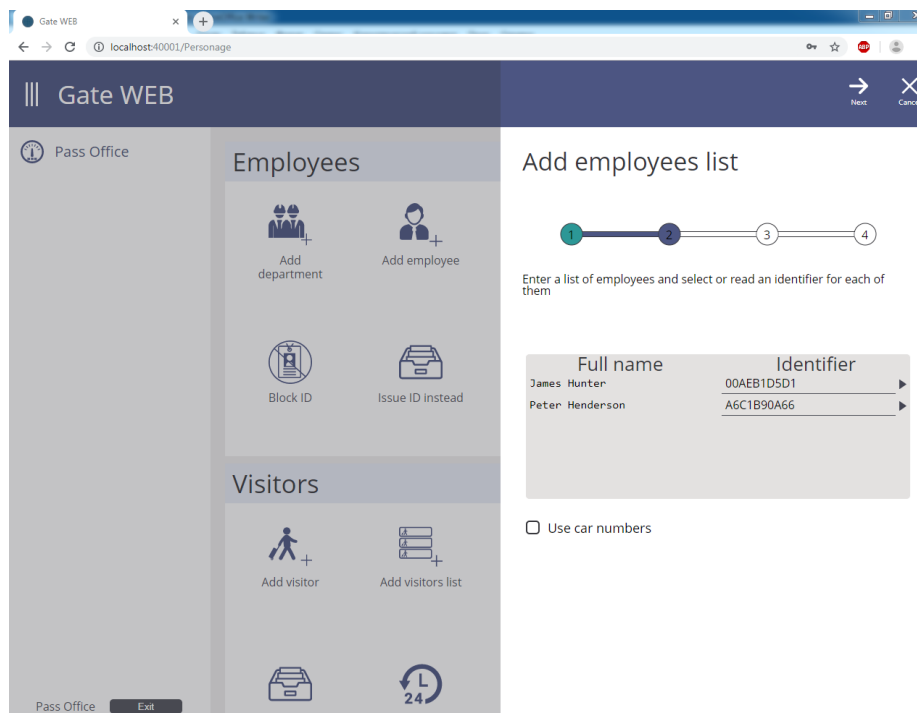 Gate WEB
localhost:40001/Personage
ABP
Gate WEB
Next
Cance
Pass Office
Employees
Add department
Add employee
Block ID
Issue ID instead
Visitors
Add visitor
Add visitors list
24
Pass Office
Exit
Add employees list
1 2 3 4
Enter a list of employees and select or read an identifier for each of
them
Full name Identifier
James Hunter 00AEB1D5D1
Peter Henderson A6C1B90A66
Use car numbers